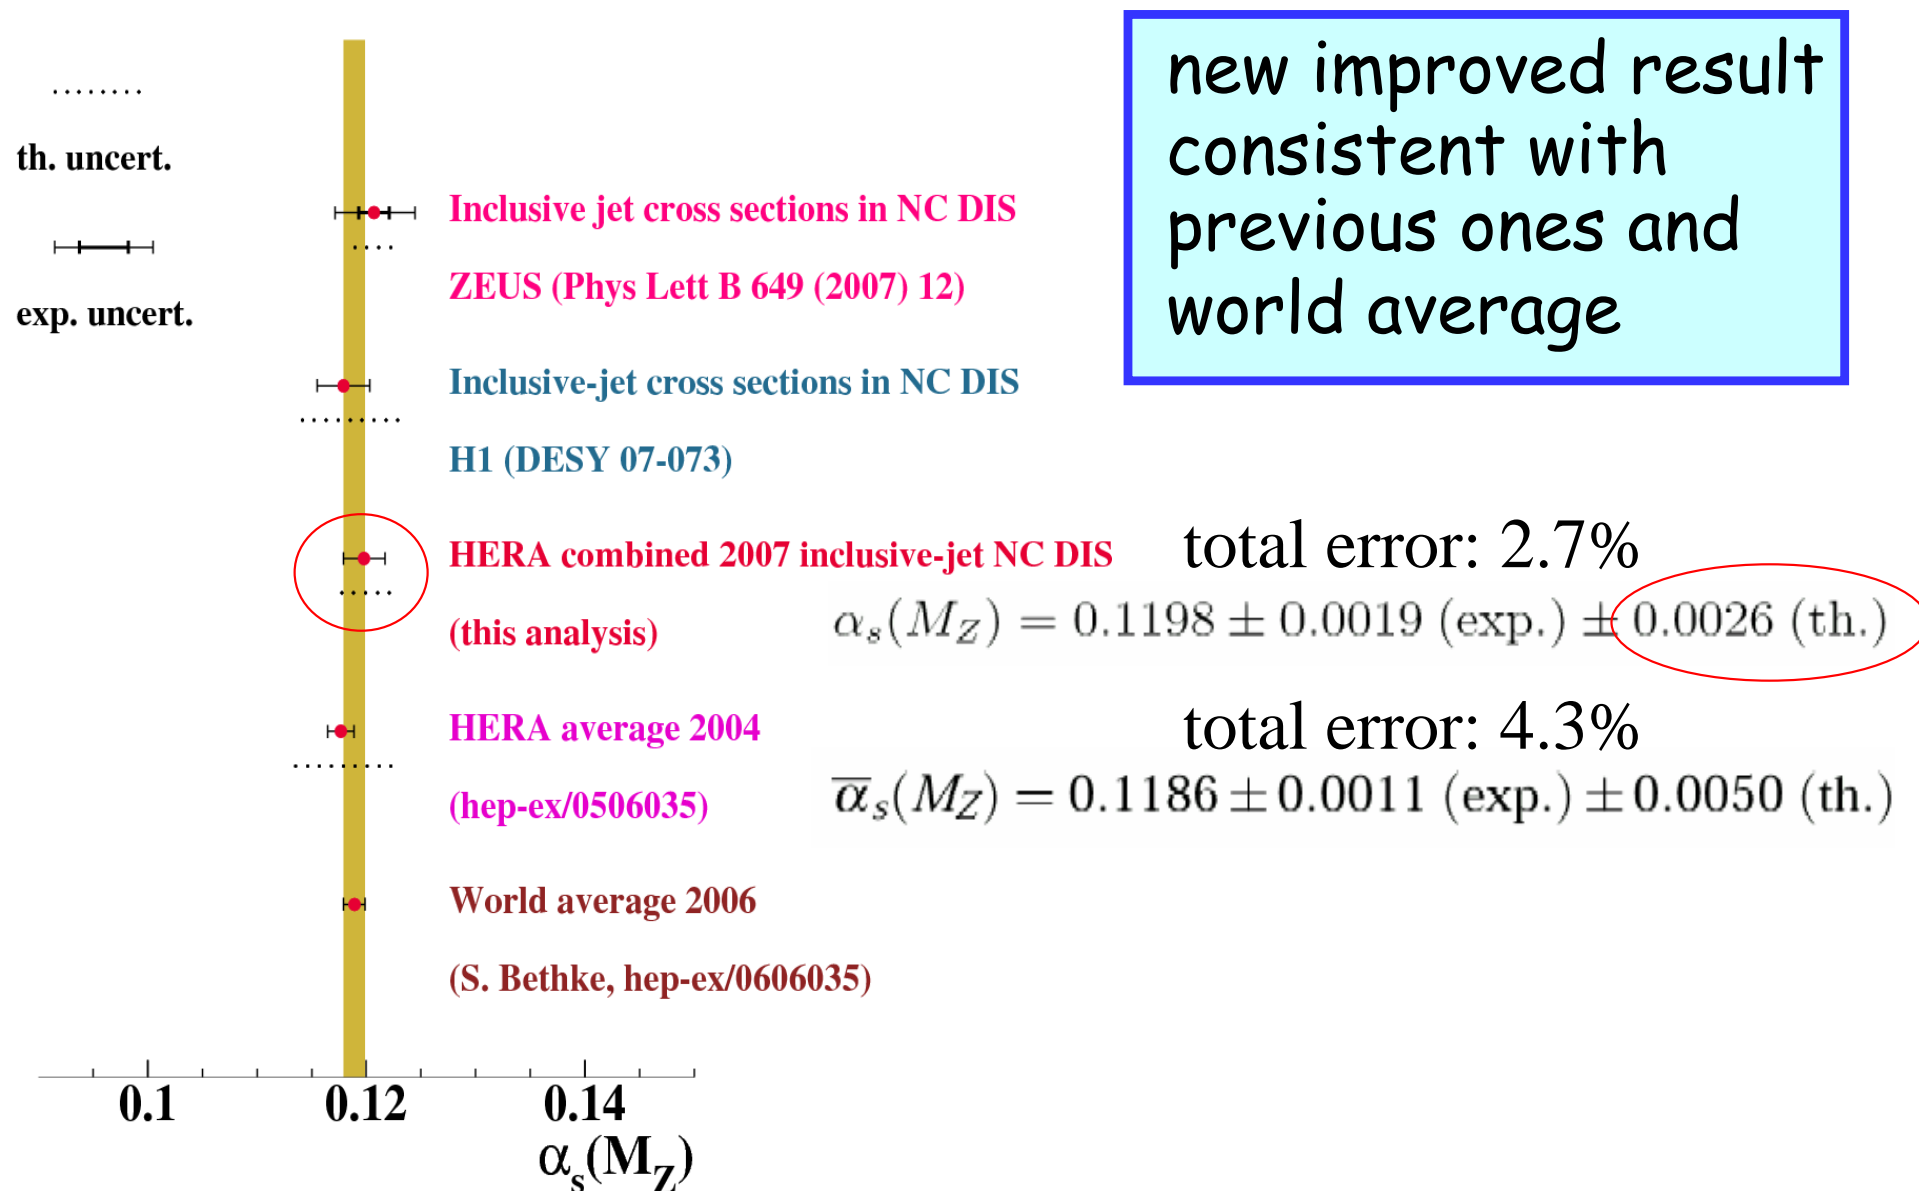 new improved result
consistent with
previous ones and
world average
th. uncert.
exp. uncert.
Inclusive jet cross sections in NC DIS
ZEUS (Phys Lett B 649 (2007) 12)
Inclusive-jet cross sections in NC DIS
H1 (DESY 07-073)
HERA combined 2007 inclusive-jet NC DIS
(this analysis)
total error: 2.7%
αₛ(M_Z) = 0.1198 ± 0.0019 (exp.) ± 0.0026 (th.)
HERA average 2004
(hep-ex/0506035)
total error: 4.3%
α̅ₛ(M_Z) = 0.1186 ± 0.0011 (exp.) ± 0.0050 (th.)
World average 2006
(S. Bethke, hep-ex/0606035)
0.1 0.12 0.14
αₛ(M_Z)